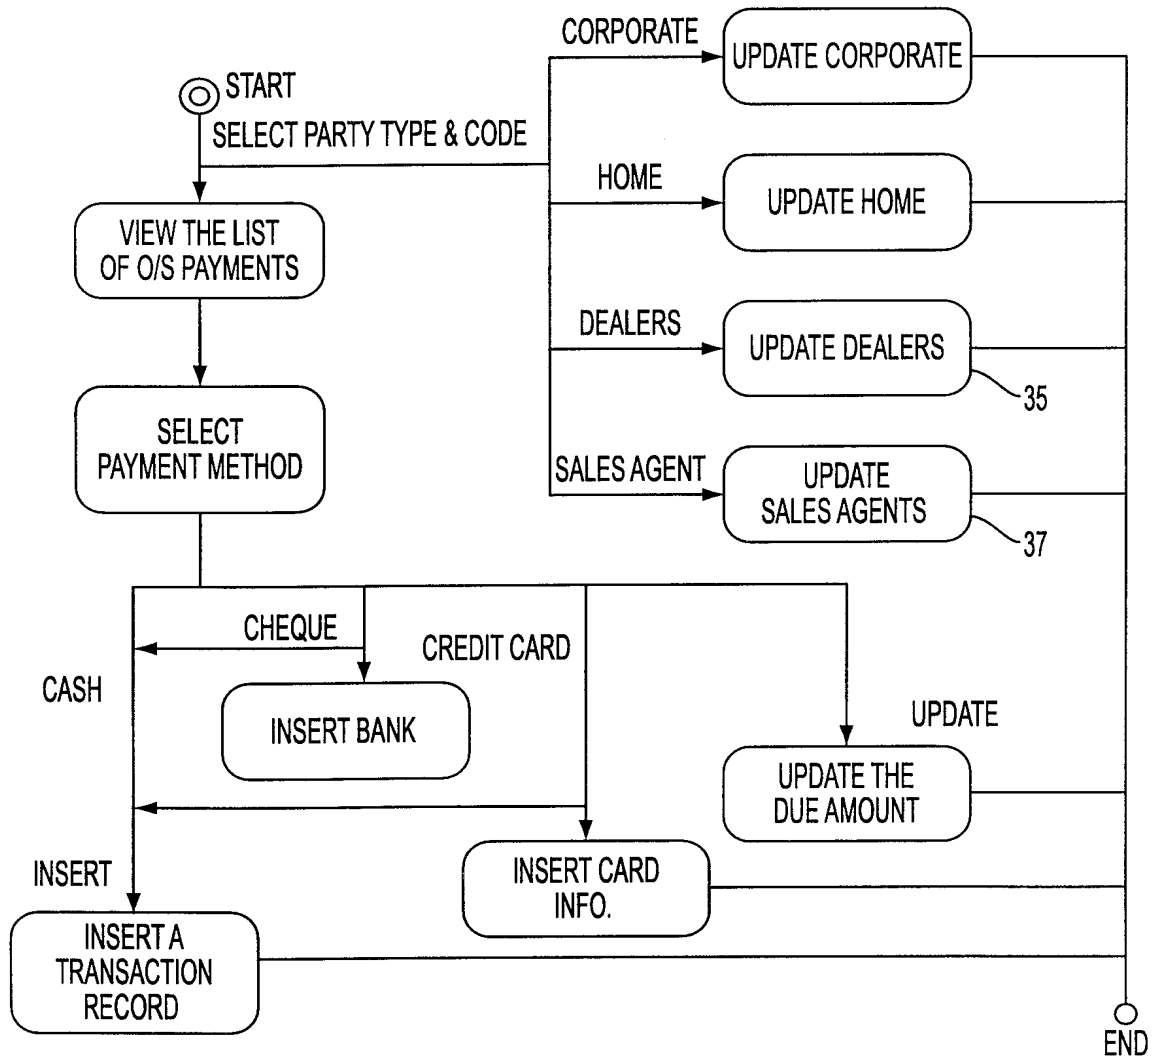 START
SELECT PARTY TYPE & CODE
CORPORATE
UPDATE CORPORATE
HOME
UPDATE HOME
DEALERS
UPDATE DEALERS
35
SALES AGENT
UPDATE
SALES AGENTS
37
VIEW THE LIST
OF O/S PAYMENTS
SELECT
PAYMENT METHOD
CHEQUE
CREDIT CARD
CASH
INSERT BANK
UPDATE
UPDATE THE
DUE AMOUNT
INSERT
INSERT CARD
INFO.
INSERT A
TRANSACTION
RECORD
END